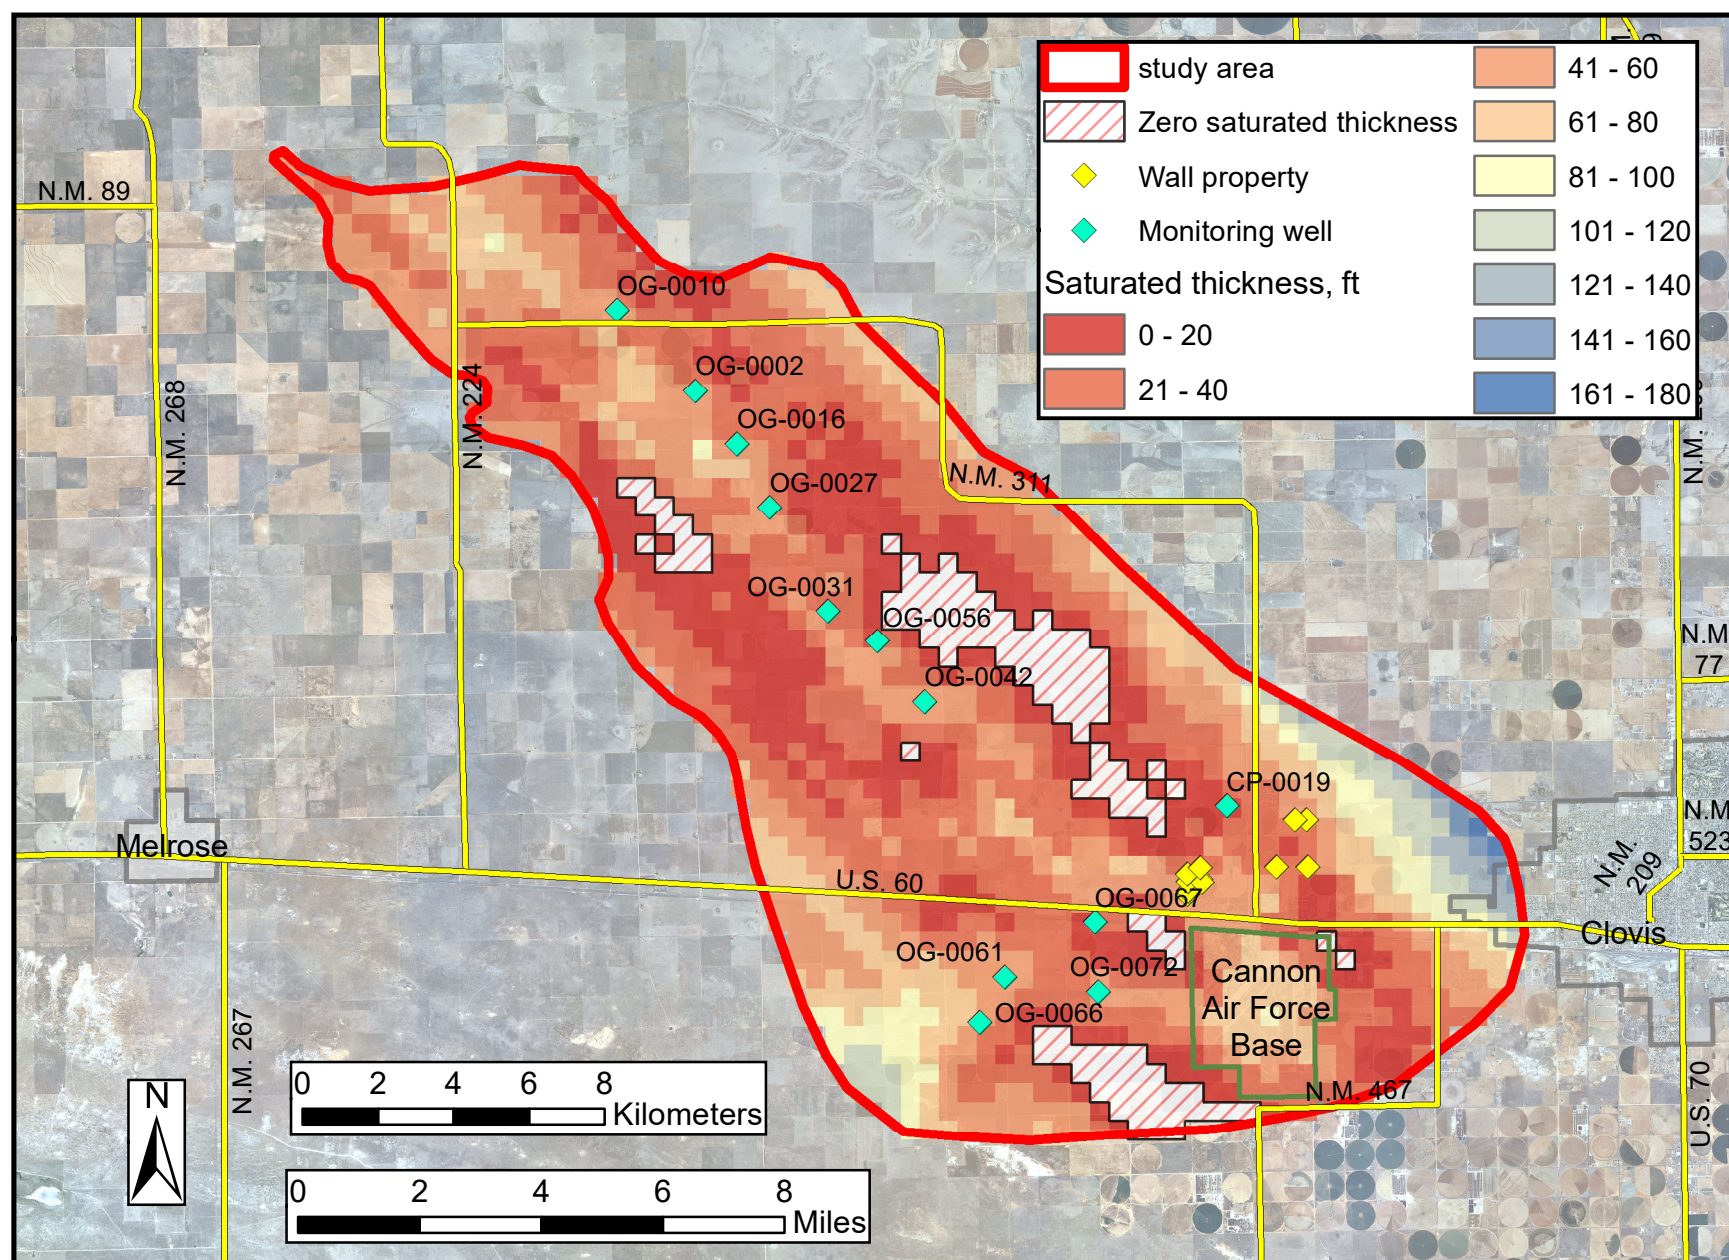 study area
Zero saturated thickness
Wall property
Monitoring well
Saturated thickness, ft
0 - 20
21 - 40
41 - 60
61 - 80
81 - 100
101 - 120
121 - 140
141 - 160
161 - 180
N.M. 89
N.M. 268
N.M. 224
OG-0010
OG-0002
OG-0016
OG-0027
N.M. 311
OG-0031
OG-0056
OG-0042
N.M.
N.M
77
CP-0019
N.M
523
N.M.
209
Melrose
U.S. 60
OG-0067
Clovis
OG-0061
OG-0072
OG-0066
Cannon
Air Force
Base
N.M. 267
N.M. 467
U.S. 70
N
0 2 4 6 8
Kilometers
0 2 4 6 8
Miles